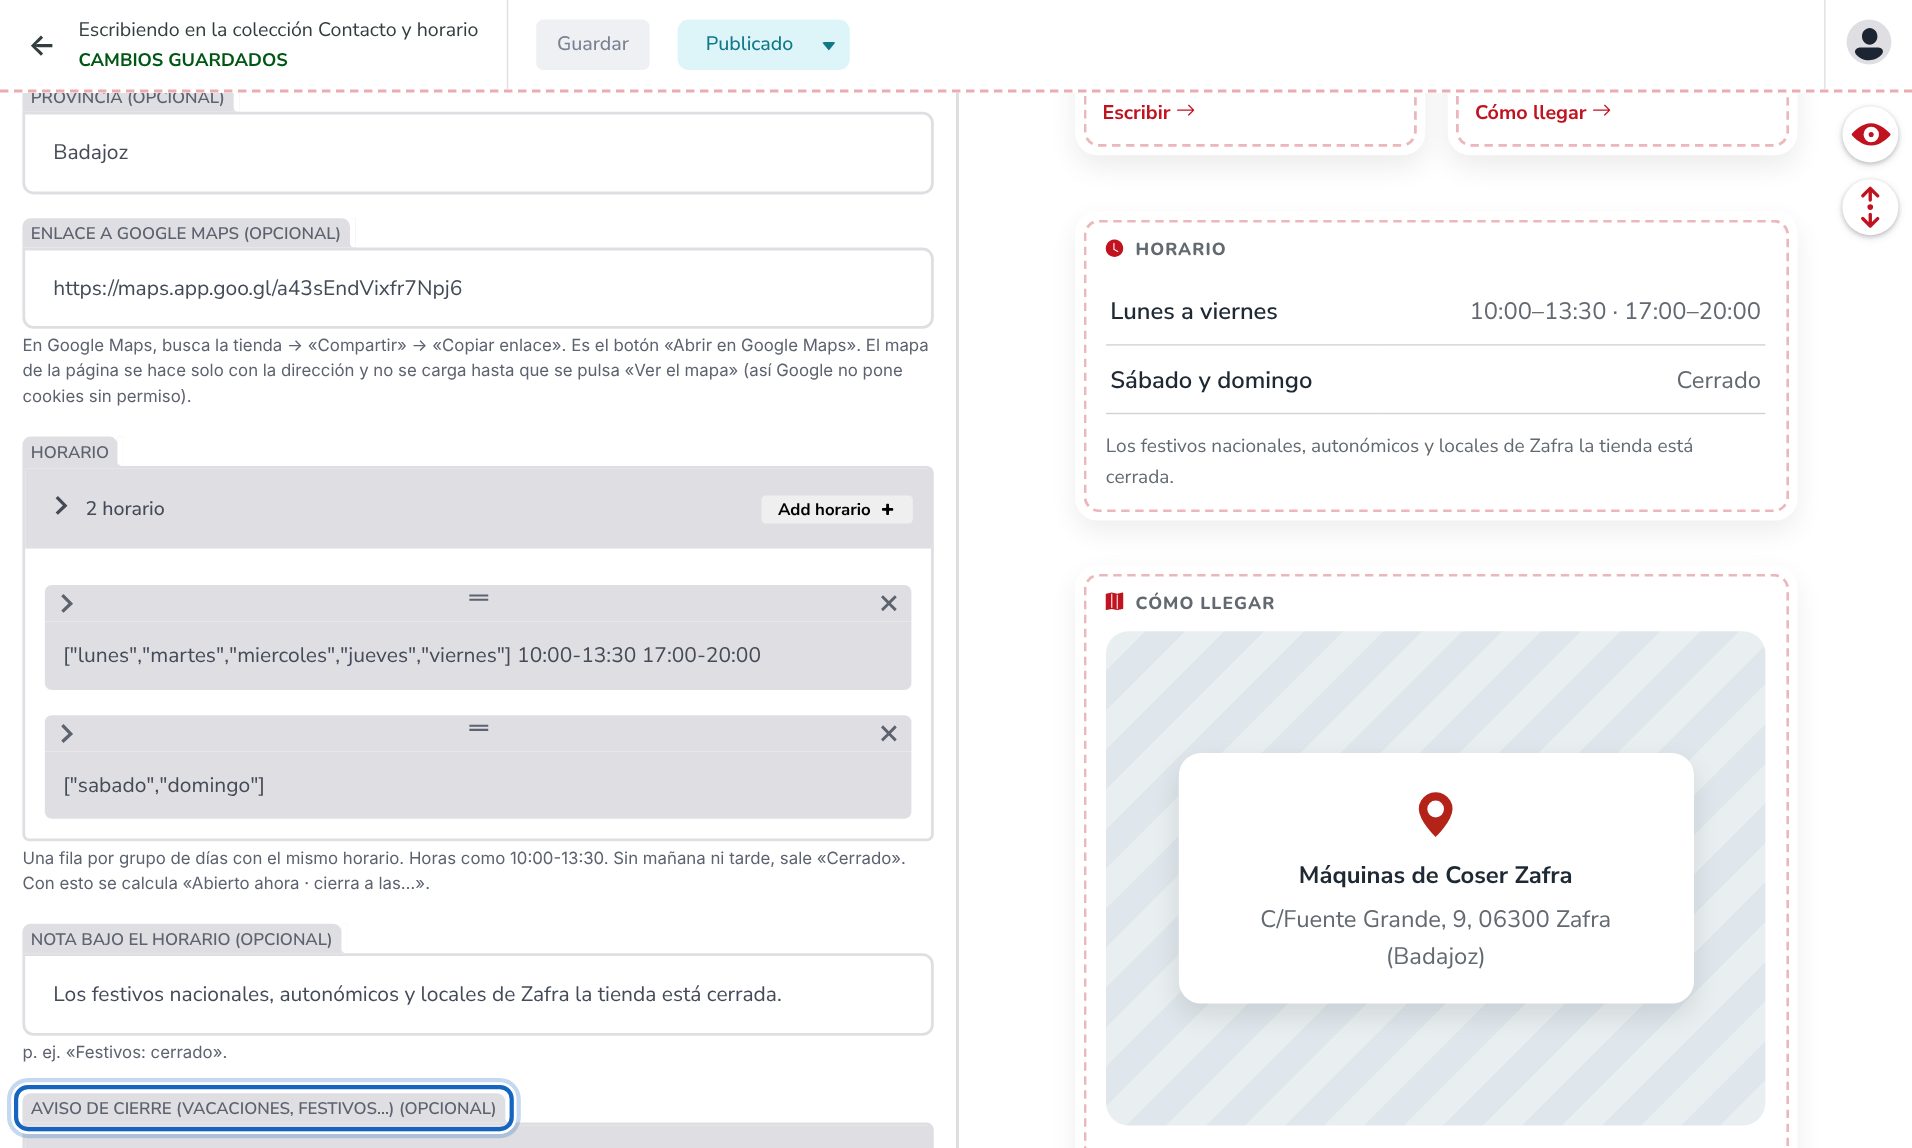 Escribiendo en la colección Contacto y horario
CAMBIOS GUARDADOS
Guardar
Publicado
PROVINCIA (OPCIONAL)
Badajoz
ENLACE A GOOGLE MAPS (OPCIONAL)
https://maps.app.goo.gl/a43sEndVixfr7Npj6
En Google Maps, busca la tienda → «Compartir» → «Copiar enlace». Es el botón «Abrir en Google Maps». El mapa
de la página se hace solo con la dirección y no se carga hasta que se pulsa «Ver el mapa» (así Google no pone
cookies sin permiso).
HORARIO
2 horario
Add horario +
["lunes","martes","miercoles","jueves","viernes"] 10:00-13:30 17:00-20:00
["sabado","domingo"]
Una fila por grupo de días con el mismo horario. Horas como 10:00-13:30. Sin mañana ni tarde, sale «Cerrado».
Con esto se calcula «Abierto ahora · cierra a las…».
NOTA BAJO EL HORARIO (OPCIONAL)
Los festivos nacionales, autonómicos y locales de Zafra la tienda está cerrada.
p. ej. «Festivos: cerrado».
AVISO DE CIERRE (VACACIONES, FESTIVOS…) (OPCIONAL)
Escribir →
Cómo llegar →
HORARIO
Lunes a viernes 10:00–13:30 · 17:00–20:00
Sábado y domingo Cerrado
Los festivos nacionales, autonómicos y locales de Zafra la tienda está
cerrada.
CÓMO LLEGAR
Máquinas de Coser Zafra
C/Fuente Grande, 9, 06300 Zafra
(Badajoz)